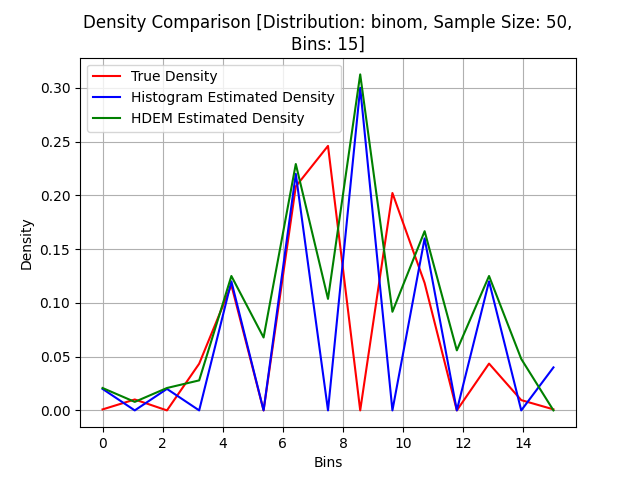 Density Comparison [Distribution: binom, Sample Size: 50,
Bins: 15]
True Density
Histogram Estimated Density
HDEM Estimated Density
Density
0.30
0.25
0.20
0.15
0.10
0.05
0.00
0 2 4 6 8 10 12 14
Bins